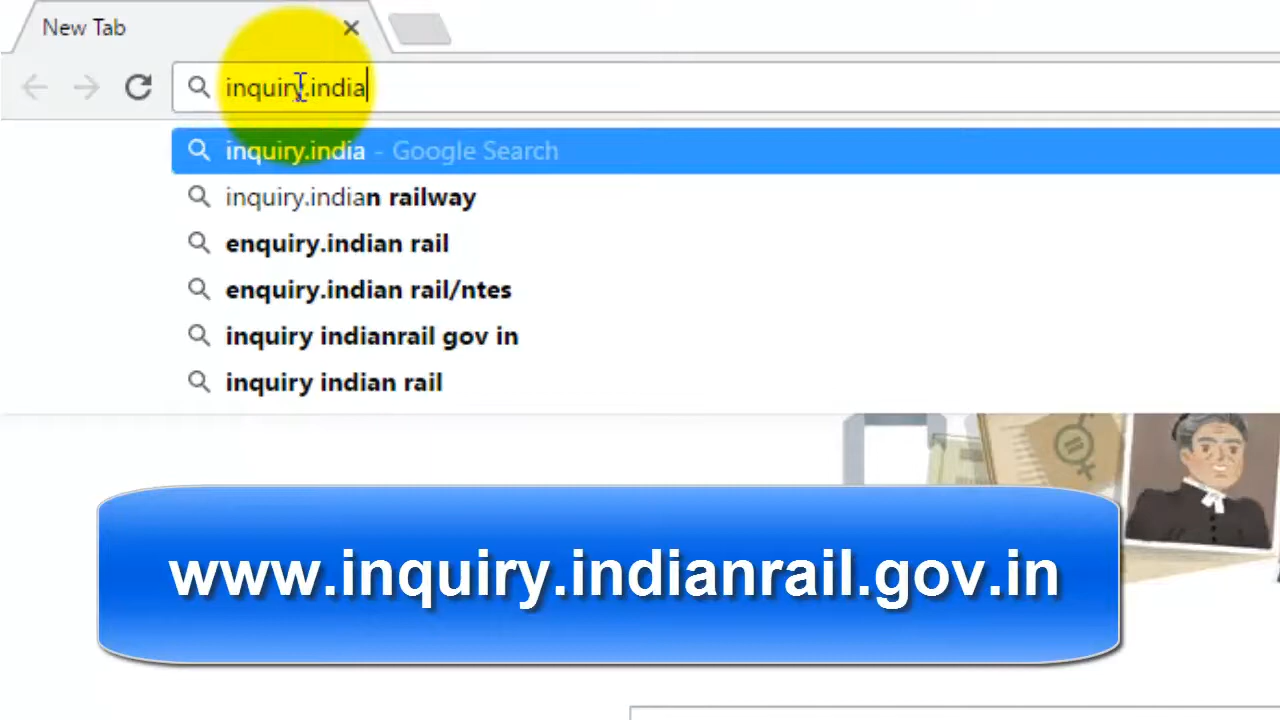 New Tab
inquiry.india
inquiry.india - Google Search
inquiry.indian railway
enquiry.indian rail
enquiry.indian rail/ntes
inquiry indianrail gov in
inquiry indian rail
www.inquiry.indianrail.gov.in